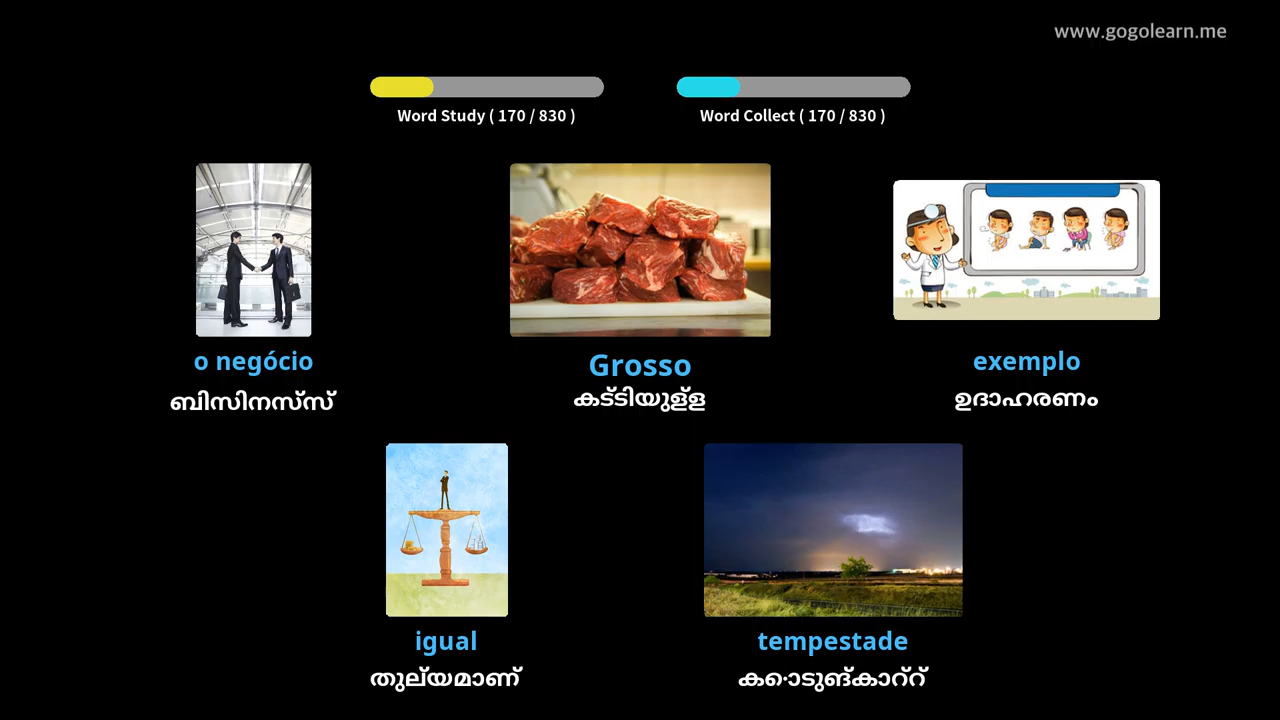 www.gogolearn.me
Word Study ( 170 / 830 )
Word Collect ( 170 / 830 )
o negócio
ബിസിനസ്സ്
Grosso
കട്ടിയുള്ള
exemplo
ഉദാഹരണം
igual
തുല്യമാണ്
tempestade
കൊടുങ്കാറ്റ്